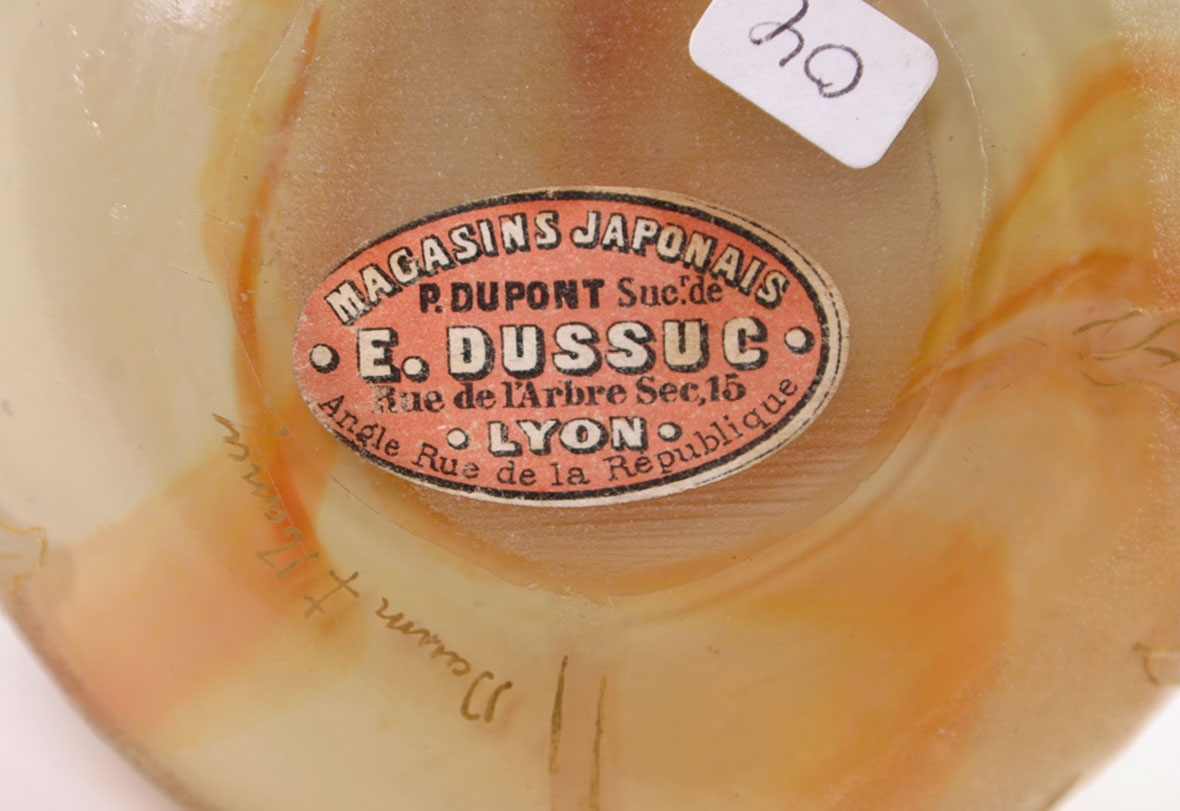 40
MAGASINS JAPONAIS
P. DUPONT Suc.r de
E. DUSSUC
Rue de l'Arbre Sec, 15
LYON
Angle Rue de la République
Daum † Nancy